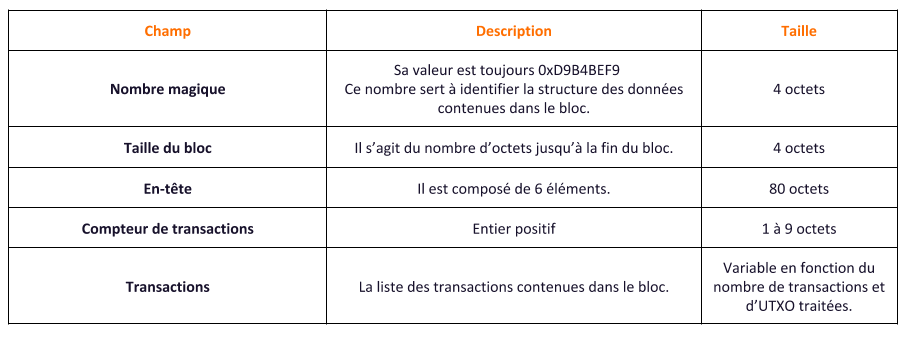 Champ
Description
Taille
Nombre magique
Sa valeur est toujours 0xD9B4BEF9
Ce nombre sert à identifier la structure des données
contenues dans le bloc.
4 octets
Taille du bloc
Il s’agit du nombre d’octets jusqu’à la fin du bloc.
4 octets
En-tête
Il est composé de 6 éléments.
80 octets
Compteur de transactions
Entier positif
1 à 9 octets
Transactions
La liste des transactions contenues dans le bloc.
Variable en fonction du
nombre de transactions et
d’UTXO traitées.